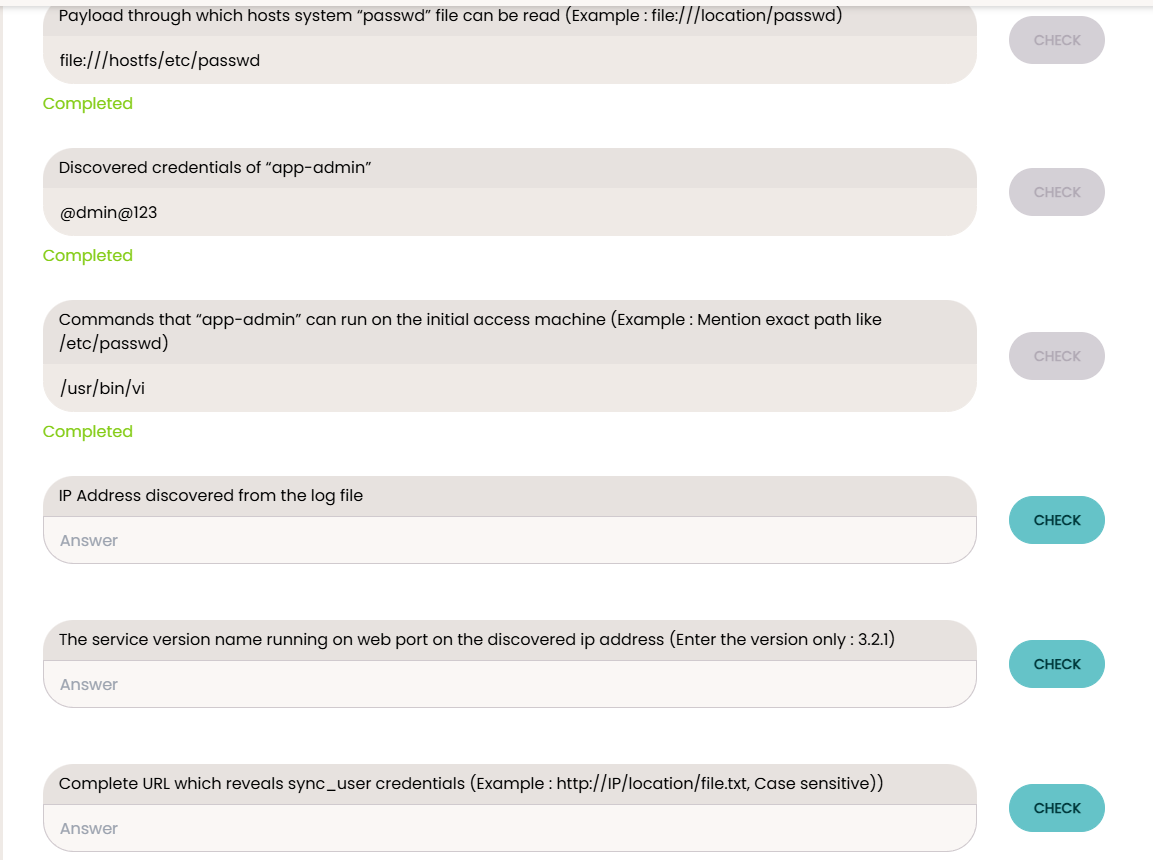 Payload through which hosts system “passwd” file can be read (Example : file:///location/passwd)
CHECK
file:///hostfs/etc/passwd
Completed
Discovered credentials of “app-admin”
CHECK
@dmin@123
Completed
Commands that “app-admin” can run on the initial access machine (Example : Mention exact path like
/etc/passwd)
CHECK
/usr/bin/vi
Completed
IP Address discovered from the log file
CHECK
Answer
The service version name running on web port on the discovered ip address (Enter the version only : 3.2.1)
CHECK
Answer
Complete URL which reveals sync_user credentials (Example : http://IP/location/file.txt, Case sensitive))
CHECK
Answer